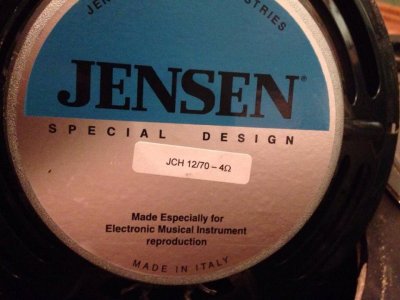 JENSEN®
SPECIAL DESIGN
JCH 12/70 – 4Ω
Made Especially for
Electronic Musical Instrument
reproduction
MADE IN ITALY